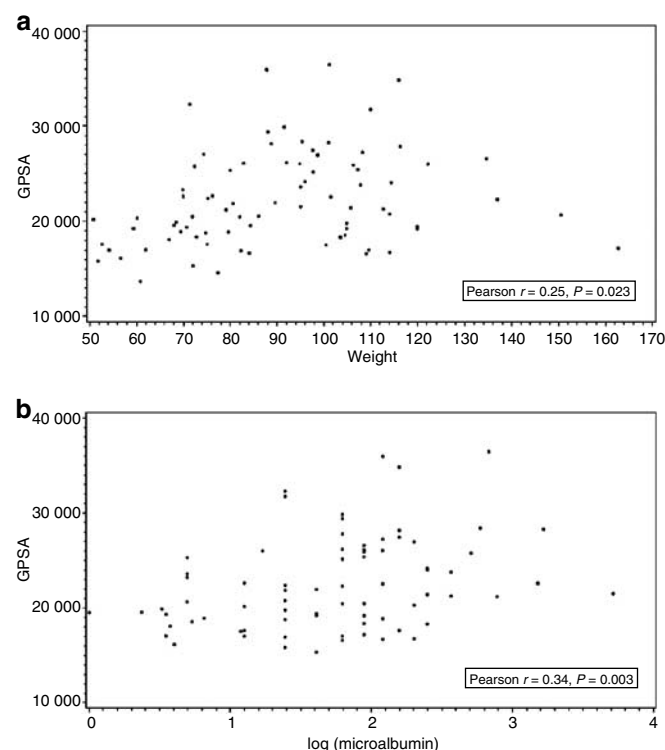 a
40 000
30 000
20 000
10 000
GPSA
Pearson r = 0.25, P = 0.023
50 60 70 80 90 100 110 120 130 140 150 160 170
Weight
b
40 000
30 000
20 000
10 000
GPSA
Pearson r = 0.34, P = 0.003
0 1 2 3 4
log (microalbumin)